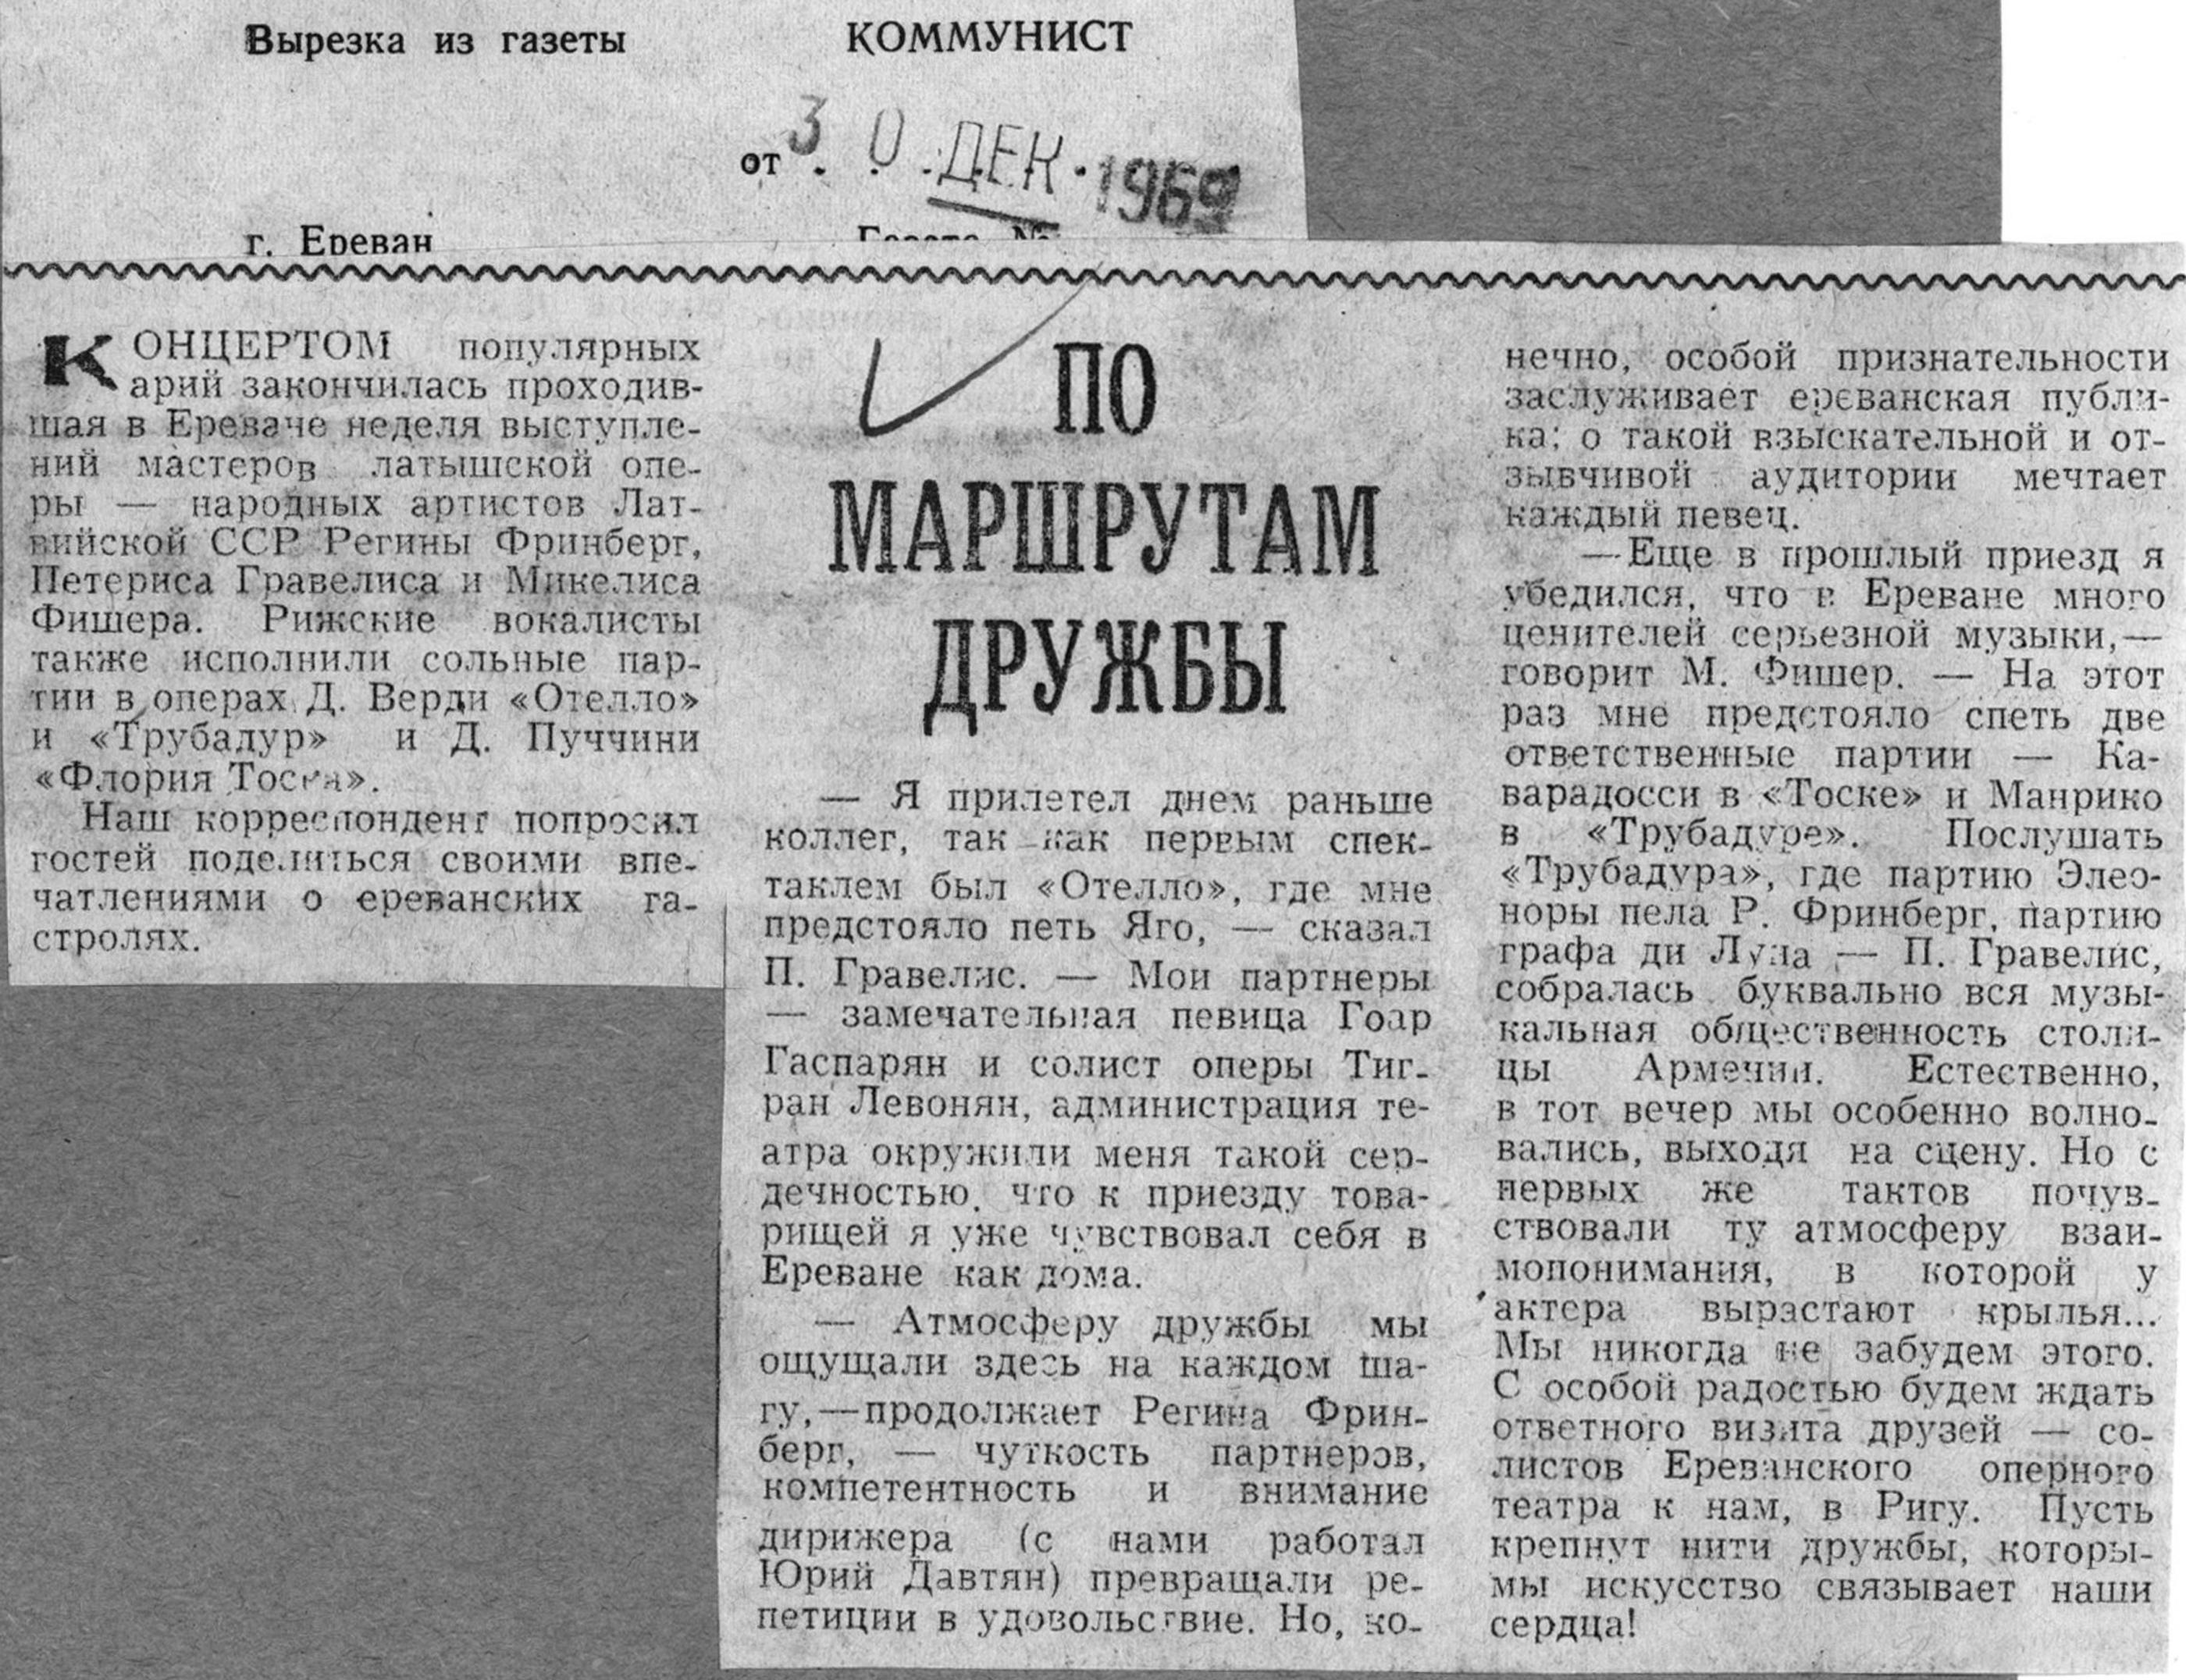 Вырезка из газеты
КОММУНИСТ
от 30 ДЕК. 1969
г. Ереван
Газета №
КОНЦЕРТОМ популярных
арий закончилась проходив-
шая в Ереваче неделя выступле-
ний мастеров латышской опе-
ры — народных артистов Лат-
вийской ССР Регины Фринберг,
Петериса Гравелиса и Микелиса
Фишера. Рижские вокалисты
также исполнили сольные пар-
тии в операх Д. Верди «Отелло»
и «Трубадур» и Д. Пуччини
«Флория Тоска».
Наш корреспондент попросил
гостей поделиться своими впе-
чатлениями о ереванских га-
стролях.
ПО
МАРШРУТАМ
ДРУЖБЫ
— Я прилетел днем раньше
коллег, так как первым спек-
таклем был «Отелло», где мне
предстояло петь Яго, — сказал
П. Гравелис. — Мои партнеры
— замечательная певица Гоар
Гаспарян и солист оперы Тиг-
ран Левонян, администрация те-
атра окружили меня такой сер-
дечностью, что к приезду това-
рищей я уже чувствовал себя в
Ереване как дома.
— Атмосферу дружбы мы
ощущали здесь на каждом ша-
гу,—продолжает Регина Фрин-
берг, — чуткость партнеров,
компетентность и внимание
дирижера (с нами работал
Юрий Давтян) превращали ре-
петиции в удовольствие. Но, ко-
нечно, особой признательности
заслуживает ереванская публи-
ка; о такой взыскательной и от-
зывчивой аудитории мечтает
каждый певец.
—Еще в прошлый приезд я
убедился, что в Ереване много
ценителей серьезной музыки,—
говорит М. Фишер. — На этот
раз мне предстояло спеть две
ответственные партии — Ка-
варадосси в «Тоске» и Манрико
в «Трубадуре». Послушать
«Трубадура», где партию Элео-
норы пела Р. Фринберг, партию
графа ди Луна — П. Гравелис,
собралась буквально вся музы-
кальная общественность столи-
цы Армении. Естественно,
в тот вечер мы особенно волно-
вались, выходя на сцену. Но с
первых же тактов почув-
ствовали ту атмосферу взаи-
мопонимания, в которой у
актера вырастают крылья...
Мы никогда не забудем этого.
С особой радостью будем ждать
ответного визита друзей — со-
листов Ереванского оперного
театра к нам, в Ригу. Пусть
крепнут нити дружбы, которы-
мы искусство связывает наши
сердца!